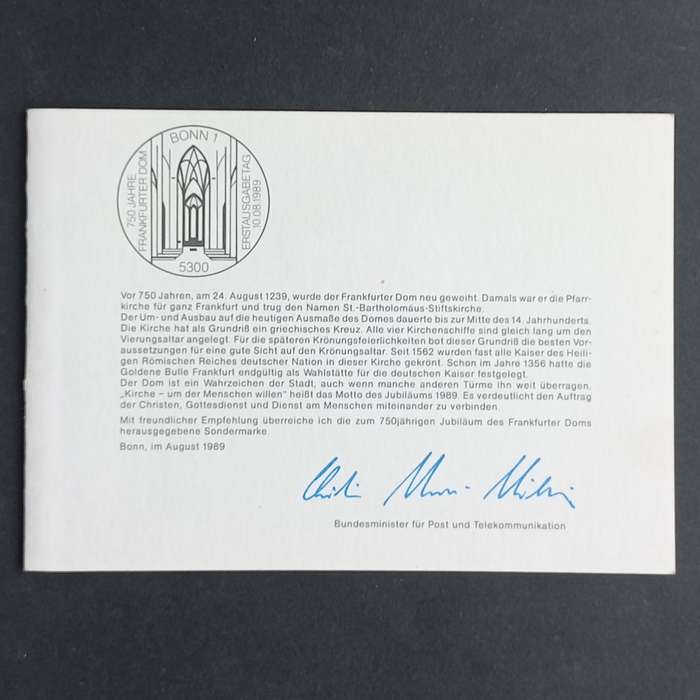 BONN 1
750 JAHRE
FRANKFURTER DOM
ERSTAUSGABETAG
10.08.1989
5300
Vor 750 Jahren, am 24. August 1239, wurde der Frankfurter Dom neu geweiht. Damals war er die Pfarr-
kirche für ganz Frankfurt und trug den Namen St.-Bartholomäus-Stiftskirche.
Der Um- und Ausbau auf die heutigen Ausmaße des Domes dauerte bis zur Mitte des 14. Jahrhunderts.
Die Kirche hat als Grundriß ein griechisches Kreuz. Alle vier Kirchenschiffe sind gleich lang um den
Vierungsaltar angelegt. Für die späteren Krönungsfeierlichkeiten bot dieser Grundriß die besten Vor-
aussetzungen für eine gute Sicht auf den Krönungsaltar. Seit 1562 wurden fast alle Kaiser des Heili-
gen Römischen Reiches deutscher Nation in dieser Kirche gekrönt. Schon im Jahre 1356 hatte die
Goldene Bulle Frankfurt endgültig als Wahlstätte für die deutschen Kaiser festgelegt.
Der Dom ist ein Wahrzeichen der Stadt, auch wenn manche anderen Türme ihn weit überragen.
„Kirche – um der Menschen willen" heißt das Motto des Jubiläums 1989. Es verdeutlicht den Auftrag
der Christen, Gottesdienst und Dienst am Menschen miteinander zu verbinden.
Mit freundlicher Empfehlung überreiche ich die zum 750jährigen Jubiläum des Frankfurter Doms
herausgegebene Sondermarke.
Bonn, im August 1989
Bundesminister für Post und Telekommunikation